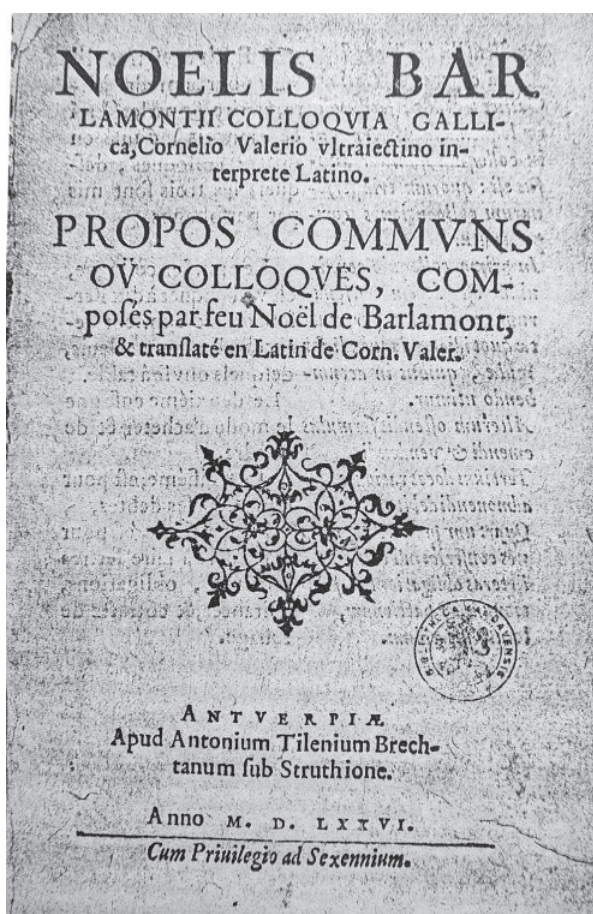 NOELIS BAR
LAMONTII COLLOQVIA GALLI-
ca, Cornelio Valerio vltraiectino in-
terprete Latino.
PROPOS COMMVNS
OV COLLOQVES, COM-
poſés par feu Noël de Barlamont,
& tranſlaté en Latin de Corn. Valer.
BIBLIOTHECA GANDAVENSIS
ANTVERPIÆ
Apud Antonium Tilenium Brech-
tanum ſub Struthione.
Anno M. D. LXXVI.
Cum Priuilegio ad Sexennium.